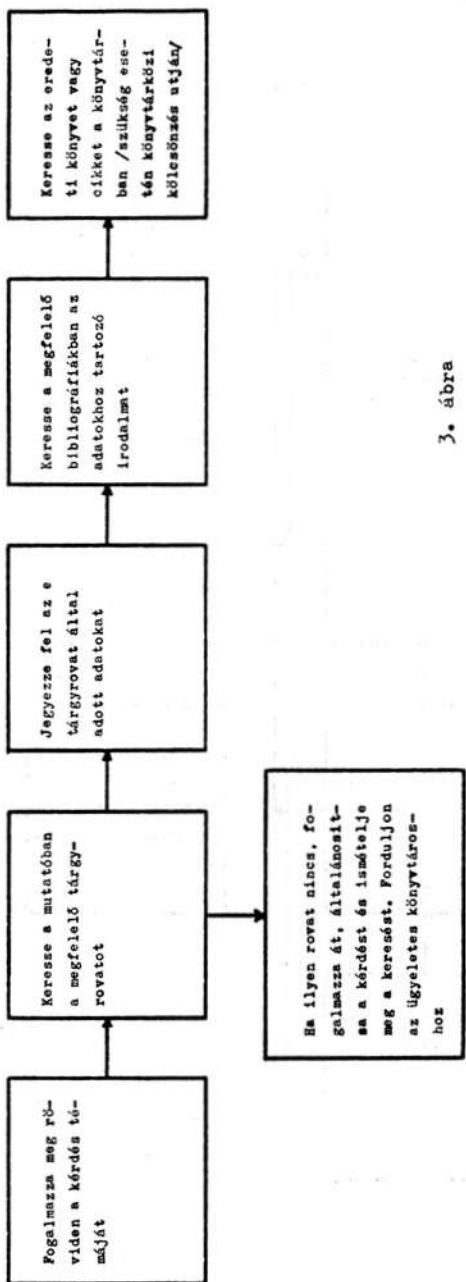 Fogalmazza meg rö-
viden a kérdés té-
máját
Keresse a mutatóban
a megfelelő tárgy-
rovatot
Jegyezze fel az e
tárgyrovat által
adott adatokat
Keresse a megfelelő
bibliográfiákban az
adatokhoz tartozó
irodalmat
Keresse az erede-
ti könyvet vagy
cikket a könyvtár-
ban /szükség ese-
tén könyvtárközi
kölcsönzés utján/
Ha ilyen rovat nincs, fo-
galmazza át, általánosit-
sa a kérdést és ismételje
meg a keresést. Forduljon
az ügyeletes könyvtáros-
hoz
3. ábra